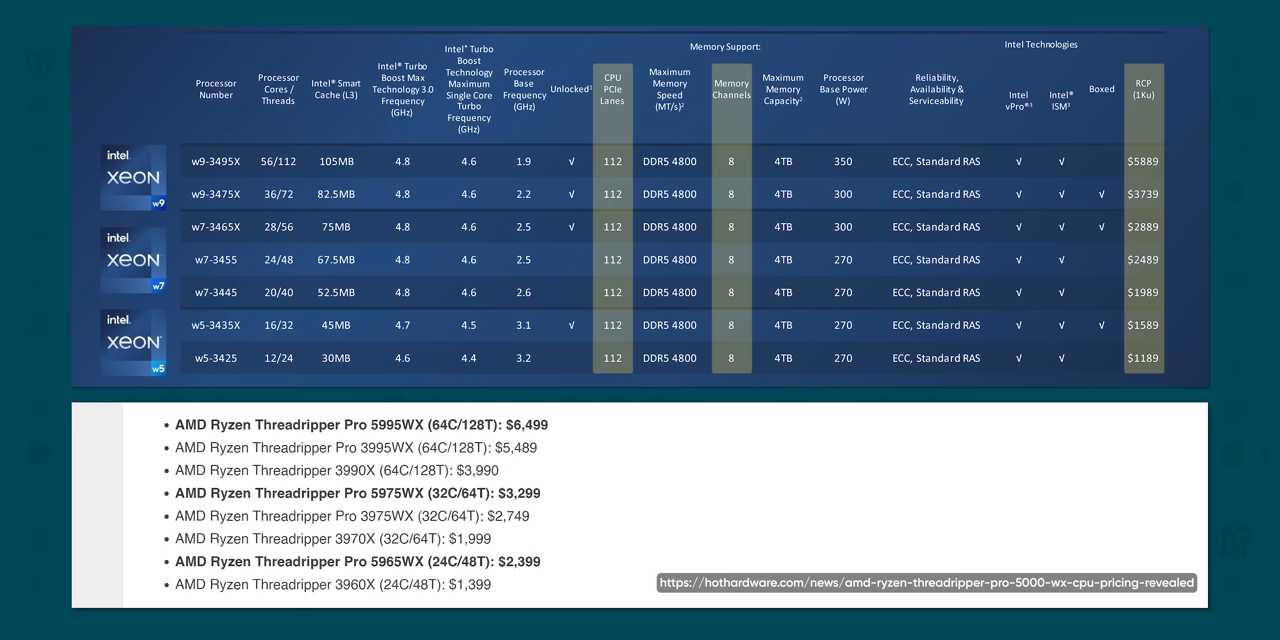 Memory Support:
Intel Technologies
Processor Number
Processor Cores / Threads
Intel® Smart Cache (L3)
Intel® Turbo Boost Max Technology 3.0 Frequency (GHz)
Intel® Turbo Boost Technology Maximum Single Core Turbo Frequency (GHz)
Processor Base Frequency (GHz)
Unlocked¹
CPU PCIe Lanes
Maximum Memory Speed (MT/s)²
Memory Channels
Maximum Memory Capacity²
Processor Base Power (W)
Reliability, Availability & Serviceability
Intel vPro®³
Intel® ISM³
Boxed
RCP (1Ku)
intel.
XEON
w9
w9-3495X 56/112 105MB 4.8 4.6 1.9 √ 112 DDR5 4800 8 4TB 350 ECC, Standard RAS √ √ $5889
w9-3475X 36/72 82.5MB 4.8 4.6 2.2 √ 112 DDR5 4800 8 4TB 300 ECC, Standard RAS √ √ √ $3739
intel.
XEON
w7
w7-3465X 28/56 75MB 4.8 4.6 2.5 √ 112 DDR5 4800 8 4TB 300 ECC, Standard RAS √ √ √ $2889
w7-3455 24/48 67.5MB 4.8 4.6 2.5 112 DDR5 4800 8 4TB 270 ECC, Standard RAS √ √ $2489
w7-3445 20/40 52.5MB 4.8 4.6 2.6 112 DDR5 4800 8 4TB 270 ECC, Standard RAS √ √ $1989
intel.
XEON
w5
w5-3435X 16/32 45MB 4.7 4.5 3.1 √ 112 DDR5 4800 8 4TB 270 ECC, Standard RAS √ √ √ $1589
w5-3425 12/24 30MB 4.6 4.4 3.2 112 DDR5 4800 8 4TB 270 ECC, Standard RAS √ √ $1189
• AMD Ryzen Threadripper Pro 5995WX (64C/128T): $6,499
• AMD Ryzen Threadripper Pro 3995WX (64C/128T): $5,489
• AMD Ryzen Threadripper 3990X (64C/128T): $3,990
• AMD Ryzen Threadripper Pro 5975WX (32C/64T): $3,299
• AMD Ryzen Threadripper Pro 3975WX (32C/64T): $2,749
• AMD Ryzen Threadripper 3970X (32C/64T): $1,999
• AMD Ryzen Threadripper Pro 5965WX (24C/48T): $2,399
• AMD Ryzen Threadripper 3960X (24C/48T): $1,399
https://hothardware.com/news/amd-ryzen-threadripper-pro-5000-wx-cpu-pricing-revealed